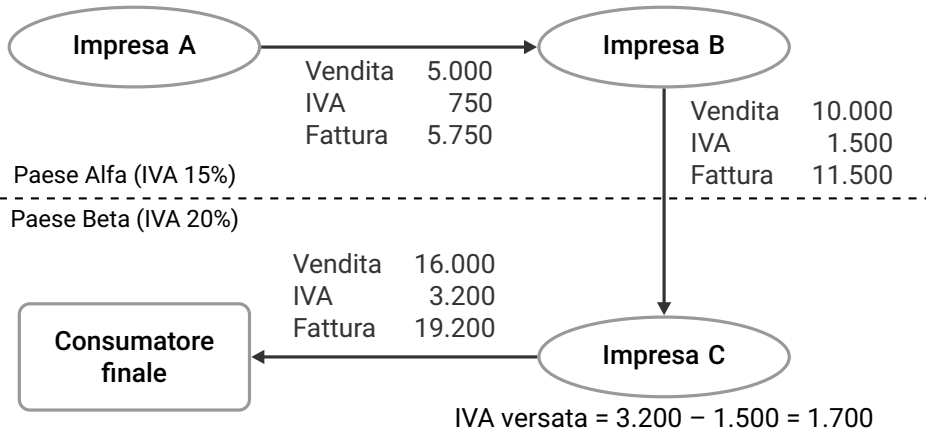 Impresa A
Impresa B
Vendita 5.000
IVA 750
Fattura 5.750
Vendita 10.000
IVA 1.500
Fattura 11.500
Paese Alfa (IVA 15%)
Paese Beta (IVA 20%)
Vendita 16.000
IVA 3.200
Fattura 19.200
Consumatore
finale
Impresa C
IVA versata = 3.200 – 1.500 = 1.700